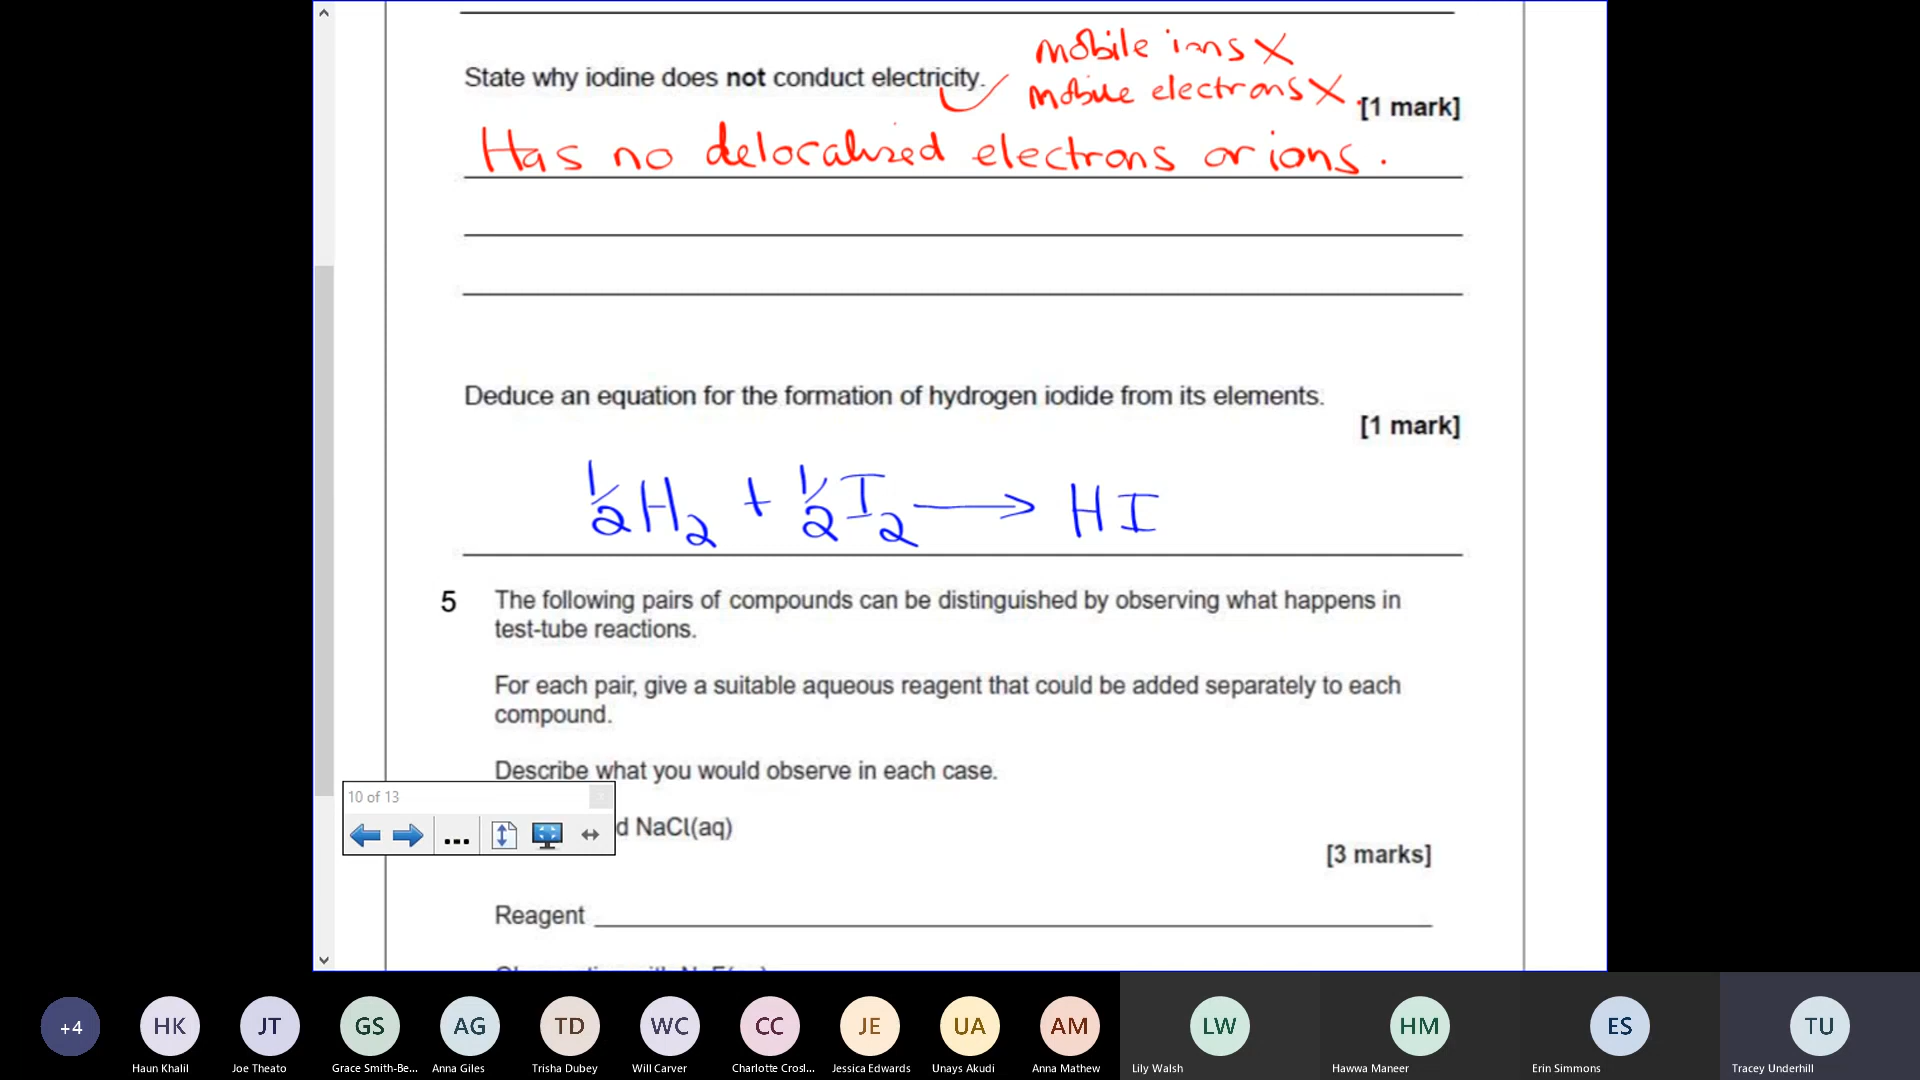 mobile ions X
State why iodine does not conduct electricity.
mobile electrons X
[1 mark]
Has no delocalized electrons or ions.
Deduce an equation for the formation of hydrogen iodide from its elements.
[1 mark]
½H₂ + ½I₂ → HI
5 The following pairs of compounds can be distinguished by observing what happens in
test-tube reactions.
For each pair, give a suitable aqueous reagent that could be added separately to each
compound.
Describe what you would observe in each case.
10 of 13
d NaCl(aq)
[3 marks]
Reagent
+4 HK JT GS AG TD WC CC JE UA AM LW HM ES TU
Haun Khalil Joe Theato Grace Smith-Be... Anna Giles Trisha Dubey Will Carver Charlotte Crosl... Jessica Edwards Unays Akudi Anna Mathew Lily Walsh Hawwa Maneer Erin Simmons Tracey Underhill